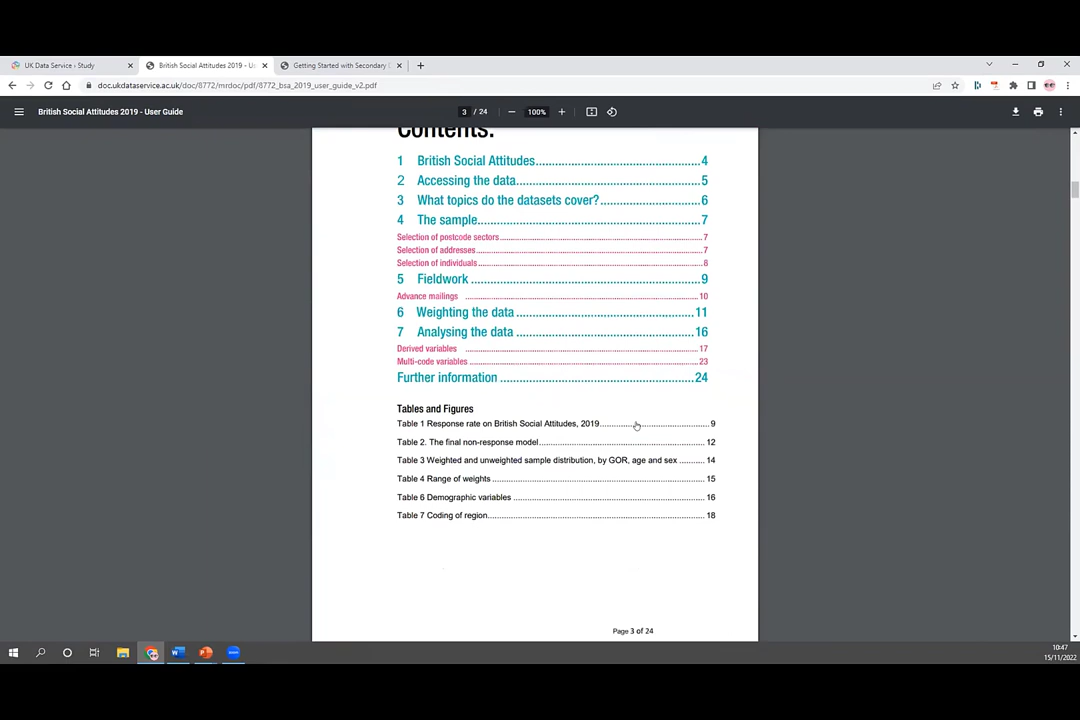 UK Data Service › Study
British Social Attitudes 2019 - Us
Getting Started with Secondary
doc.ukdataservice.ac.uk/doc/8772/mrdoc/pdf/8772_bsa_2019_user_guide_v2.pdf
British Social Attitudes 2019 - User Guide
3 / 24
100%
Contents.
1 British Social Attitudes 4
2 Accessing the data 5
3 What topics do the datasets cover? 6
4 The sample 7
Selection of postcode sectors 7
Selection of addresses 7
Selection of individuals 8
5 Fieldwork 9
Advance mailings 10
6 Weighting the data 11
7 Analysing the data 16
Derived variables 17
Multi-code variables 23
Further information 24
Tables and Figures
Table 1 Response rate on British Social Attitudes, 2019 9
Table 2. The final non-response model 12
Table 3 Weighted and unweighted sample distribution, by GOR, age and sex 14
Table 4 Range of weights 15
Table 6 Demographic variables 16
Table 7 Coding of region 18
Page 3 of 24
10:47
15/11/2022